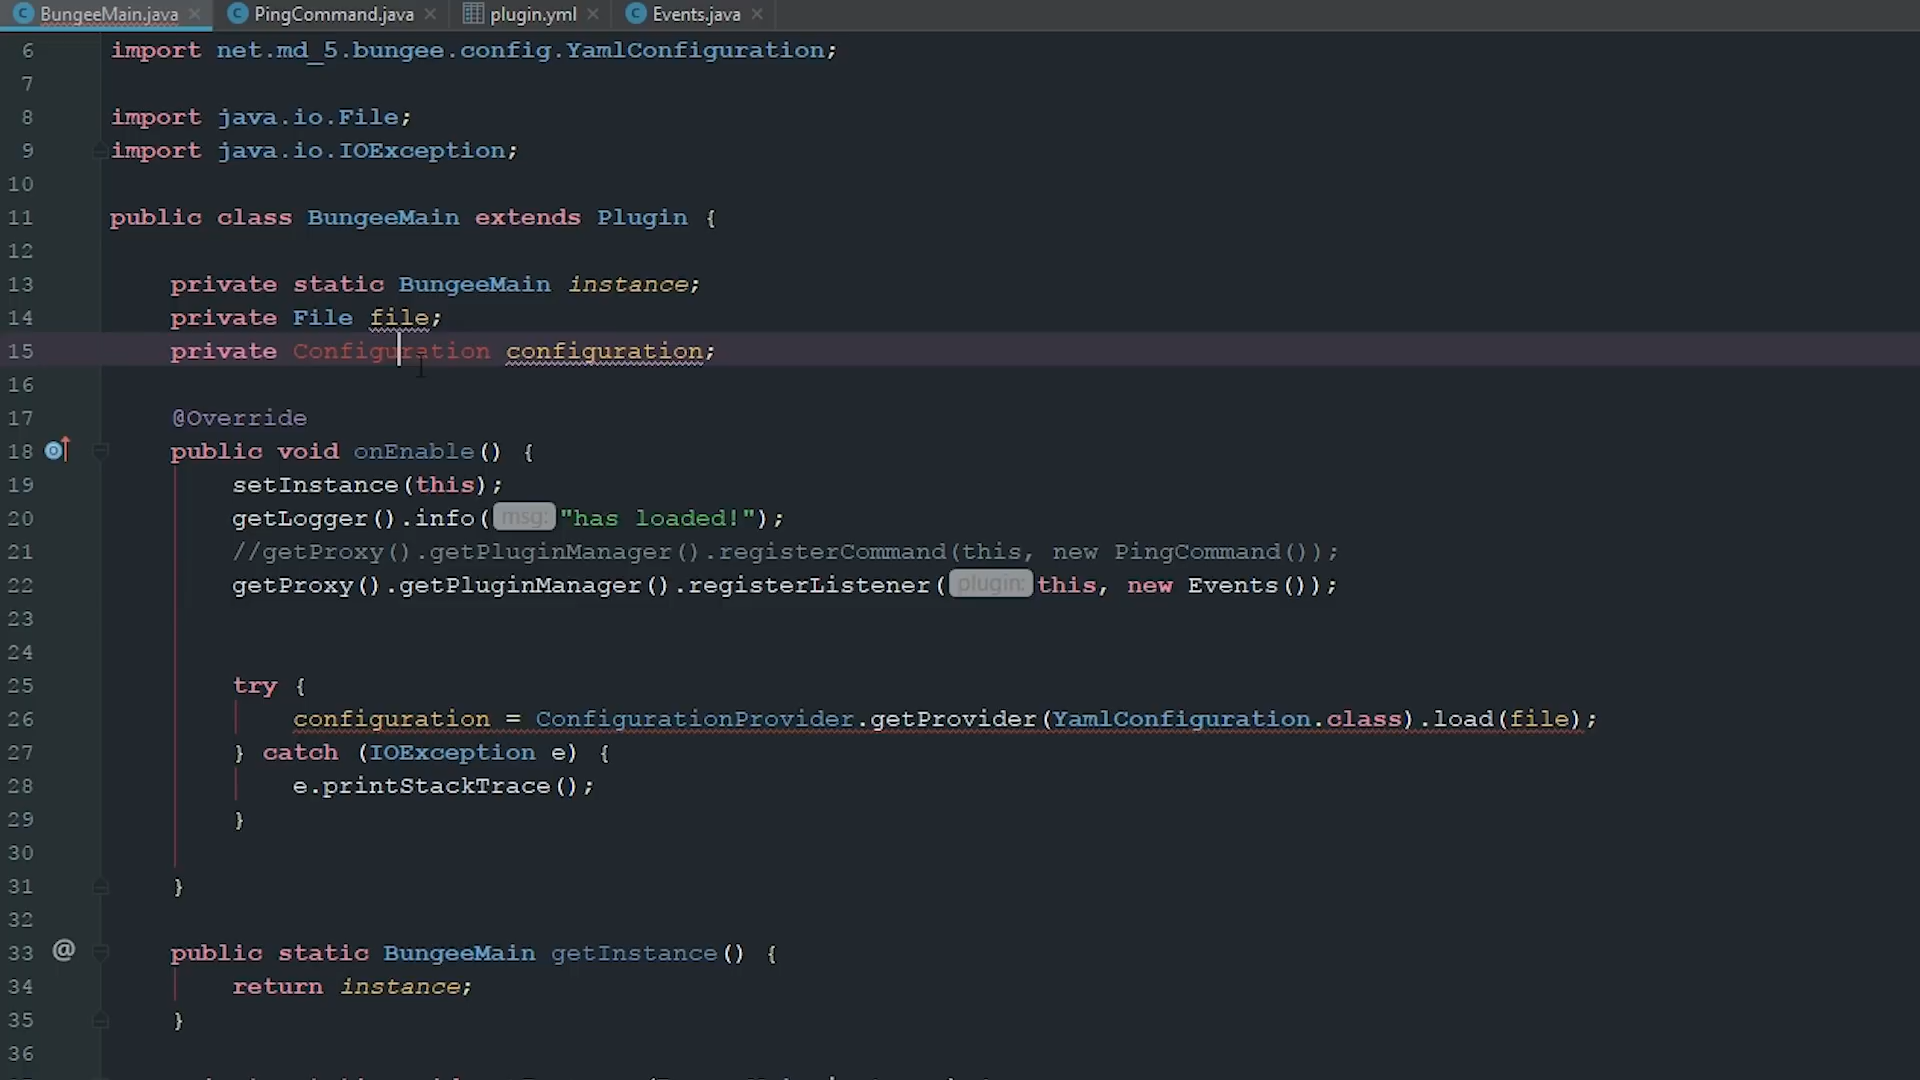 BungeeMain.java PingCommand.java plugin.yml Events.java
6 import net.md_5.bungee.config.YamlConfiguration;
7
8 import java.io.File;
9 import java.io.IOException;
10
11 public class BungeeMain extends Plugin {
12
13 private static BungeeMain instance;
14 private File file;
15 private Configuration configuration;
16
17 @Override
18 public void onEnable() {
19 setInstance(this);
20 getLogger().info( msg: "has loaded!");
21 //getProxy().getPluginManager().registerCommand(this, new PingCommand());
22 getProxy().getPluginManager().registerListener( plugin: this, new Events());
23
24
25 try {
26 configuration = ConfigurationProvider.getProvider(YamlConfiguration.class).load(file);
27 } catch (IOException e) {
28 e.printStackTrace();
29 }
30
31 }
32
33 @ public static BungeeMain getInstance() {
34 return instance;
35 }
36